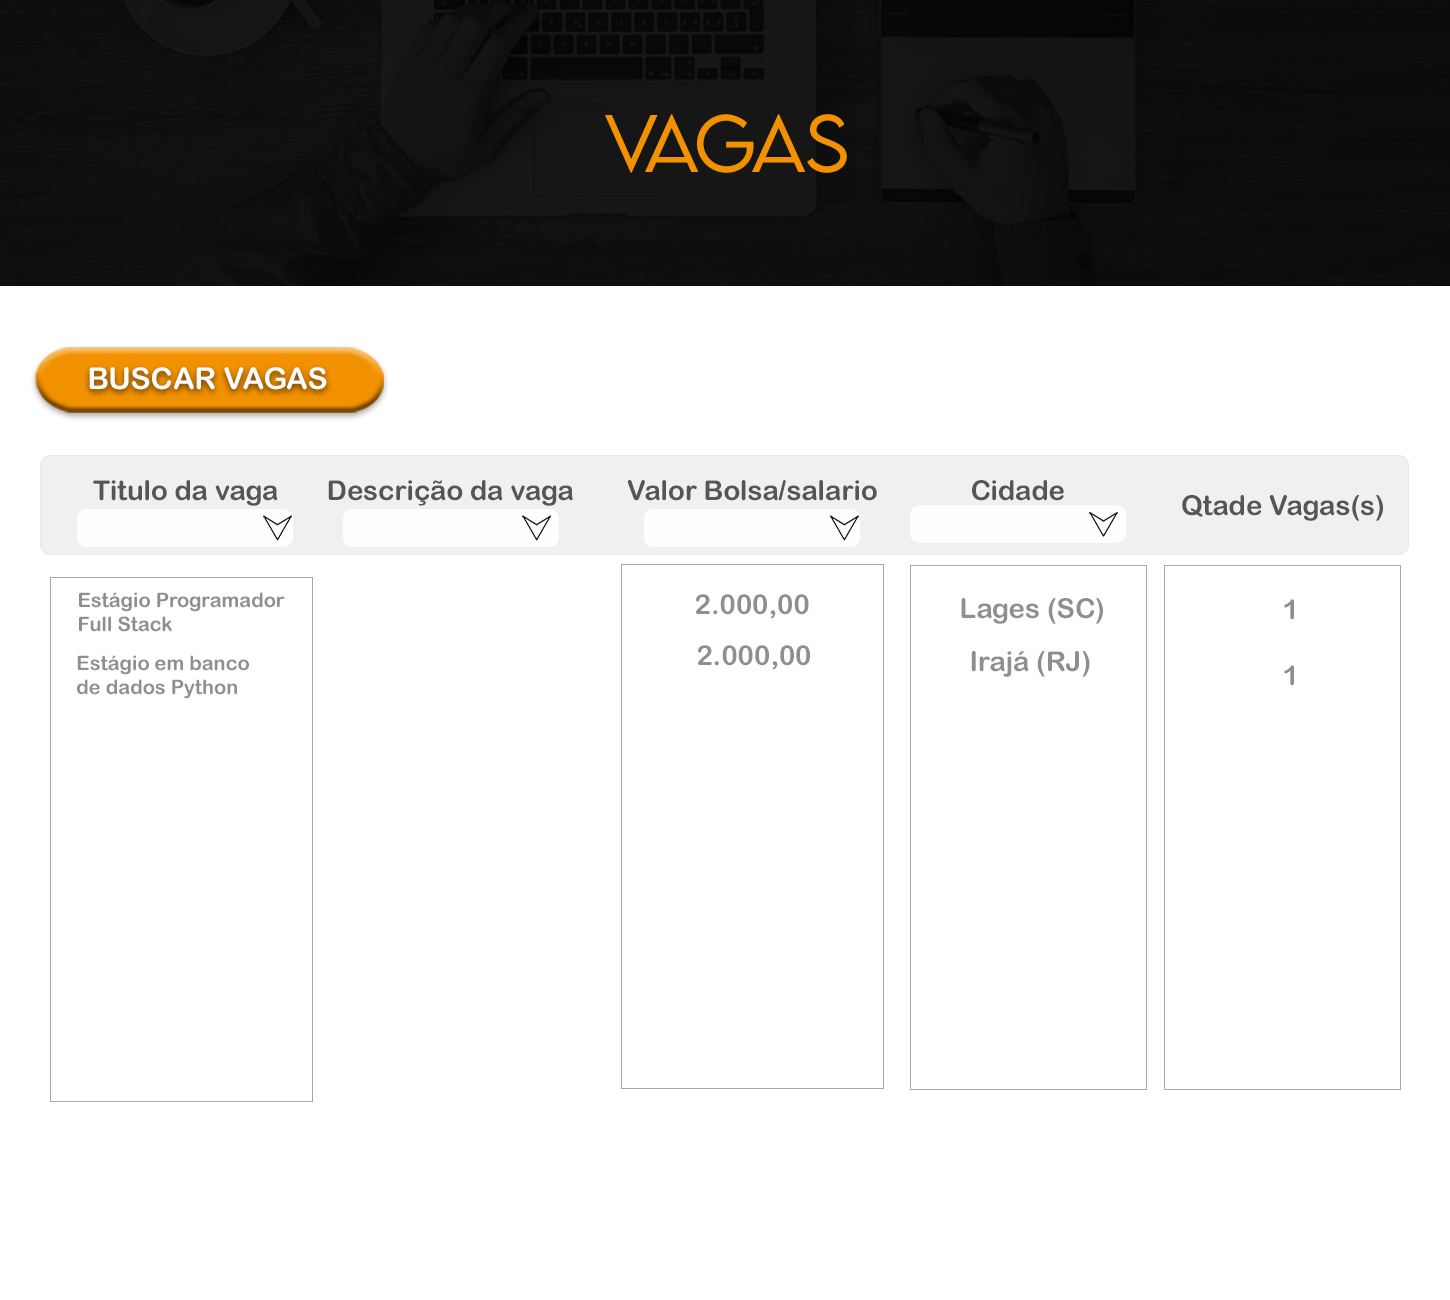 VAGAS
BUSCAR VAGAS
Titulo da vaga
Descrição da vaga
Valor Bolsa/salario
Cidade
Qtade Vagas(s)
Estágio Programador
Full Stack
2.000,00
Lages (SC)
1
Estágio em banco
de dados Python
2.000,00
Irajá (RJ)
1